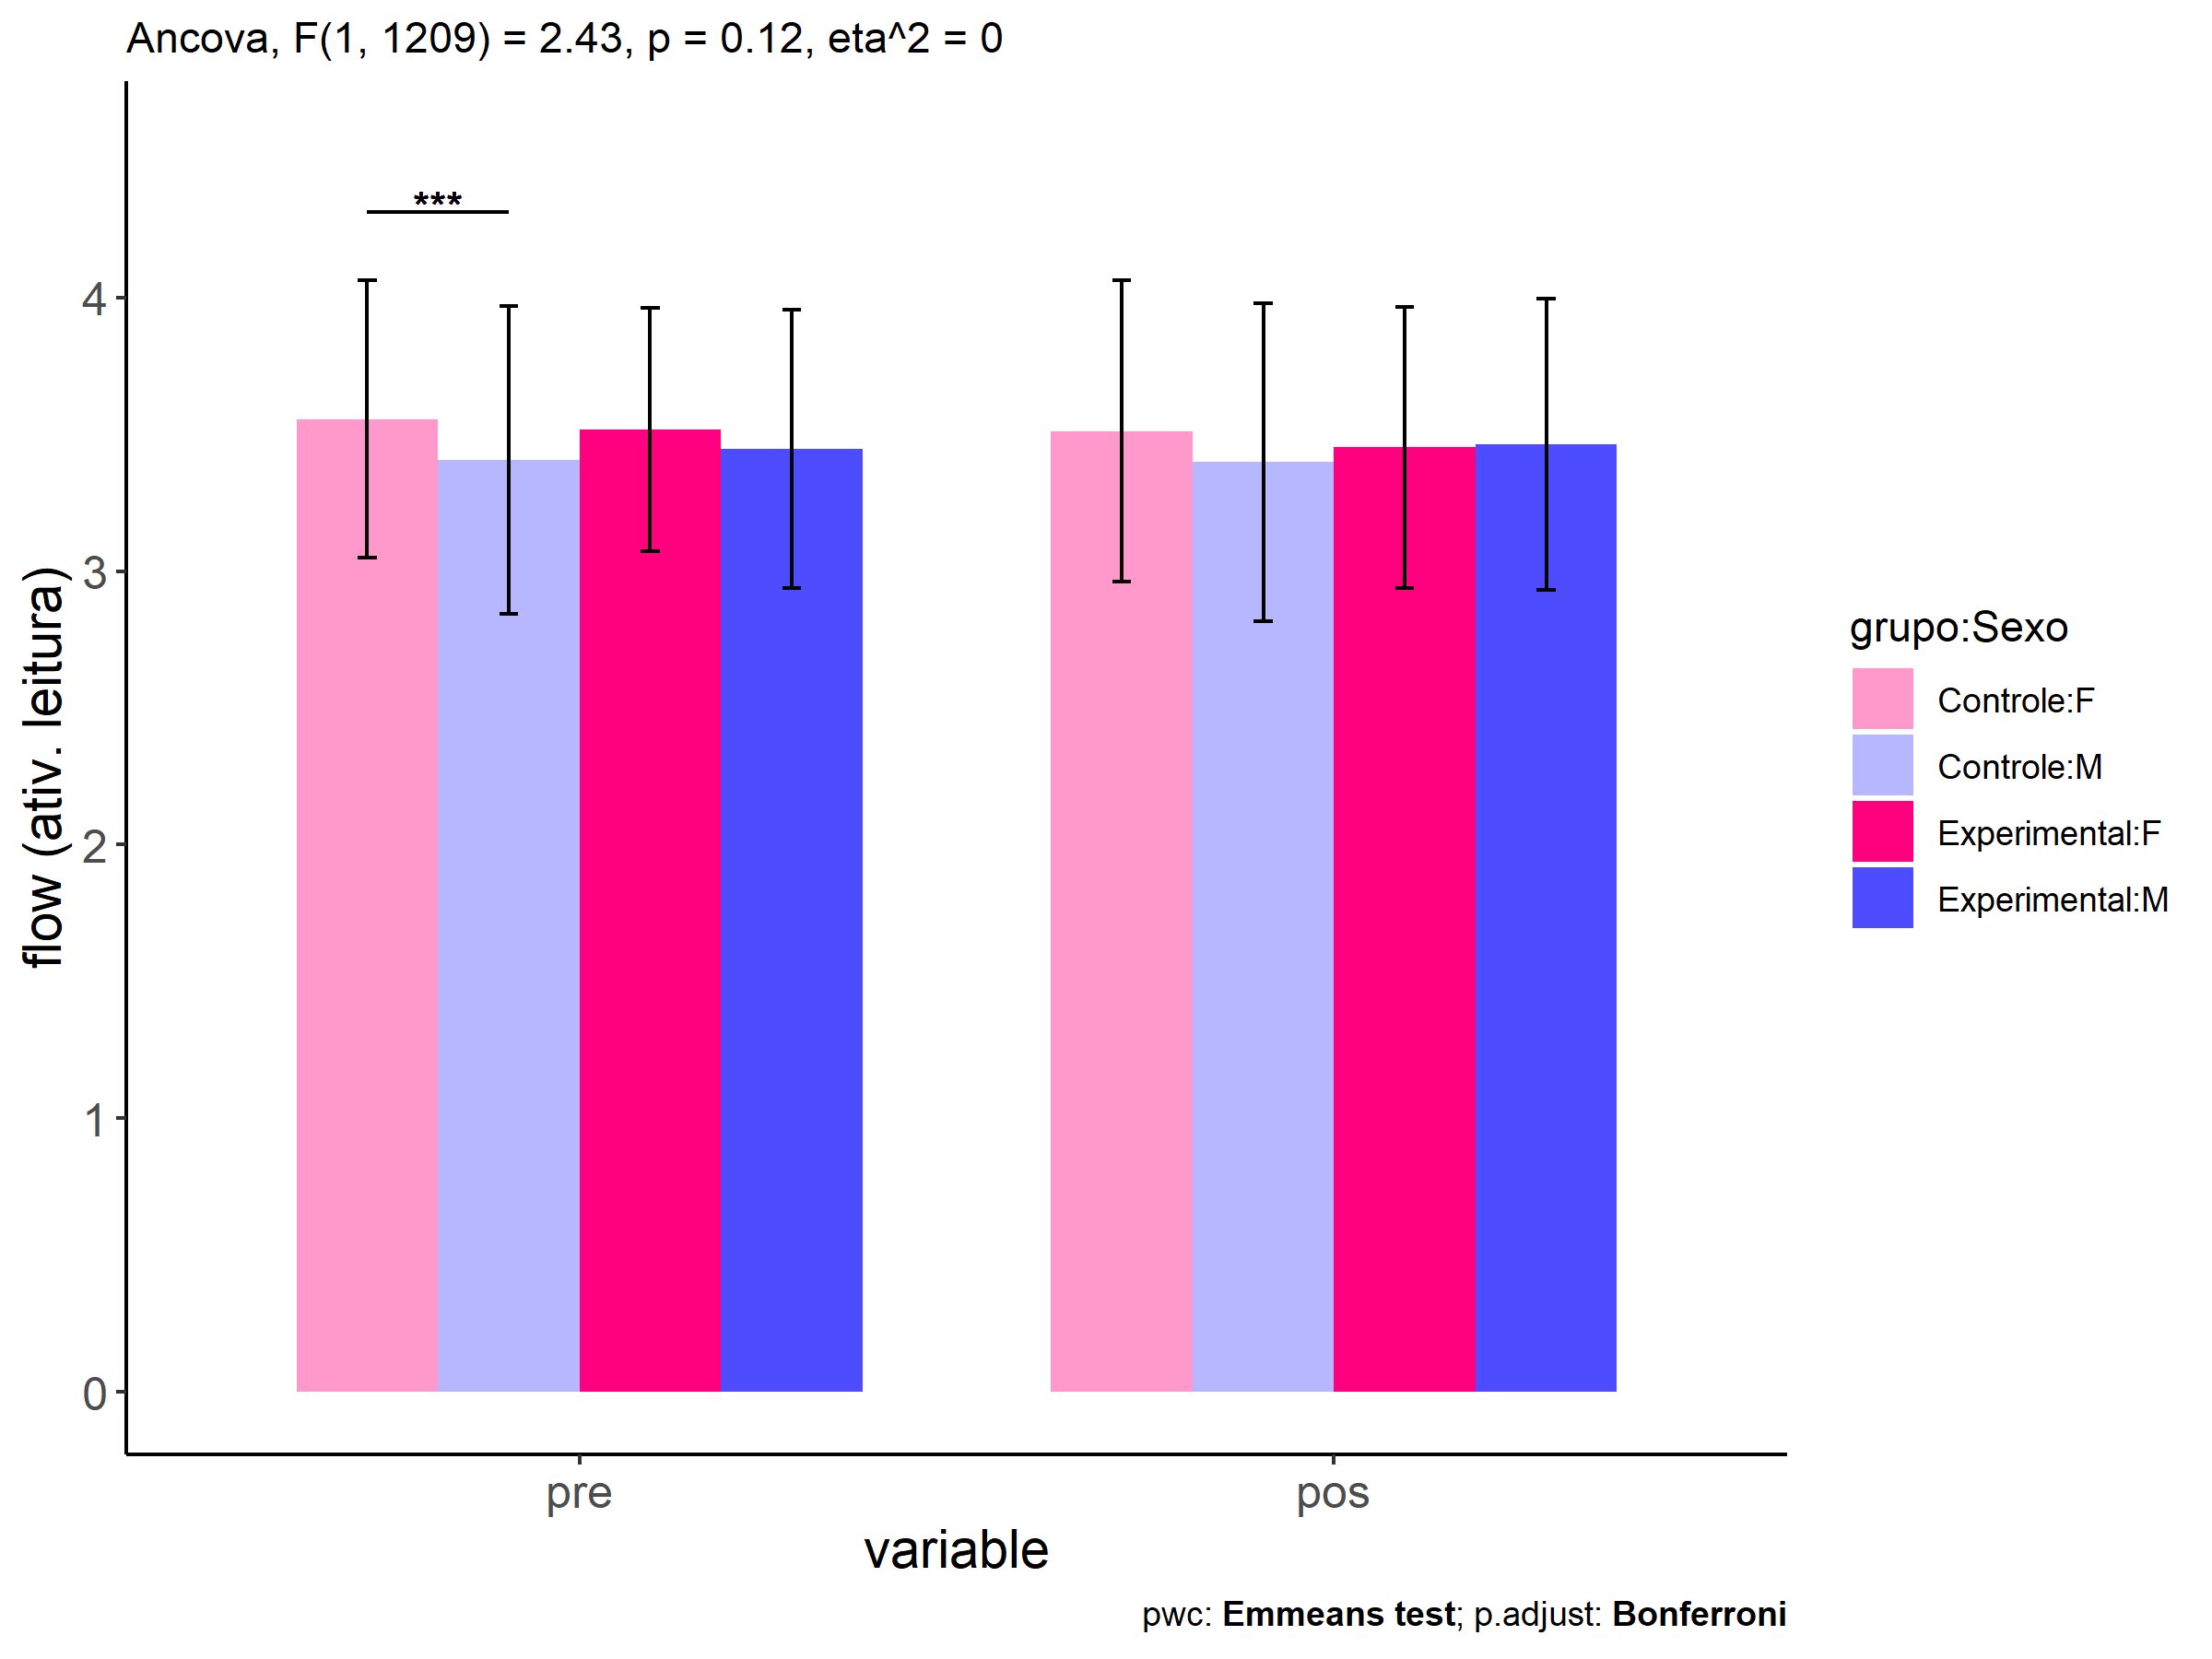 Ancova, F(1, 1209) = 2.43, p = 0.12, eta^2 = 0
***
4
3
2
1
0
flow (ativ. leitura)
pre
pos
variable
grupo:Sexo
Controle:F
Controle:M
Experimental:F
Experimental:M
pwc: Emmeans test; p.adjust: Bonferroni